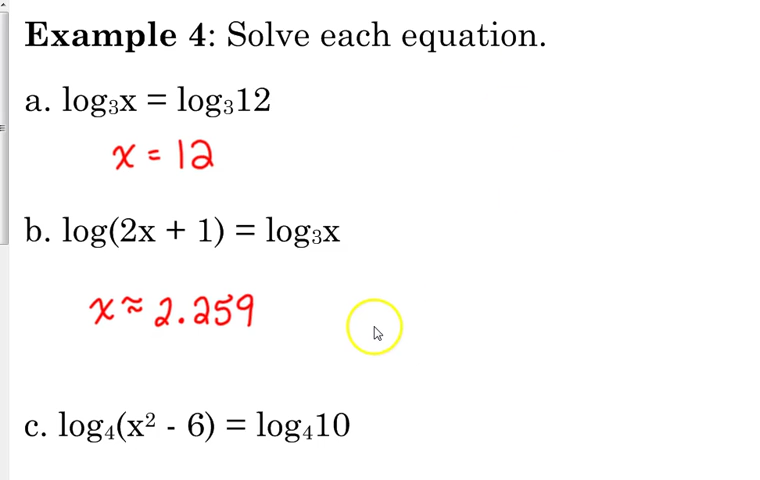 Example 4: Solve each equation.
a. log₃x = log₃12
x = 12
b. log(2x + 1) = log₃x
x ≈ 2.259
c. log₄(x² - 6) = log₄10